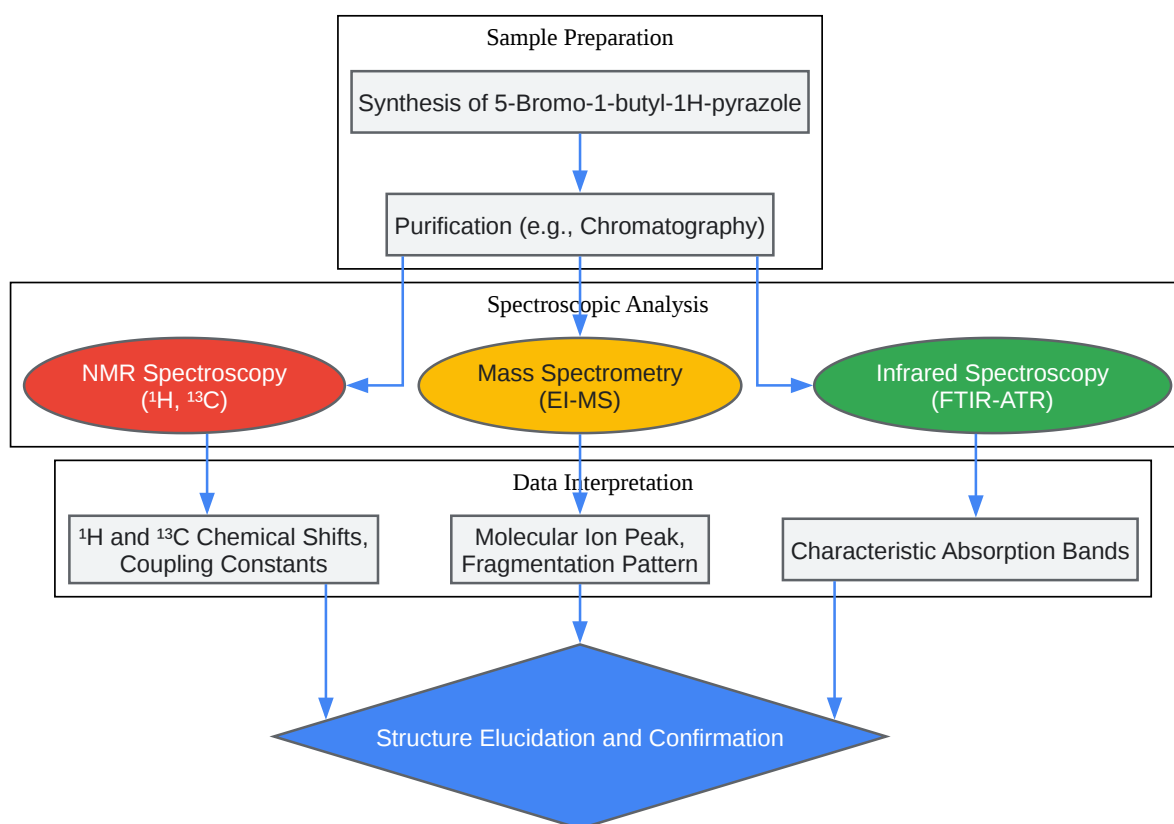 Sample Preparation
Synthesis of 5-Bromo-1-butyl-1H-pyrazole
Purification (e.g., Chromatography)
Spectroscopic Analysis
NMR Spectroscopy
(¹H, ¹³C)
Mass Spectrometry
(EI-MS)
Infrared Spectroscopy
(FTIR-ATR)
Data Interpretation
¹H and ¹³C Chemical Shifts,
Coupling Constants
Molecular Ion Peak,
Fragmentation Pattern
Characteristic Absorption Bands
Structure Elucidation and Confirmation